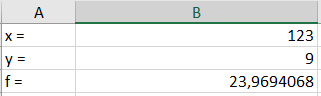 A B
x = 123
y = 9
f = 23,9694068